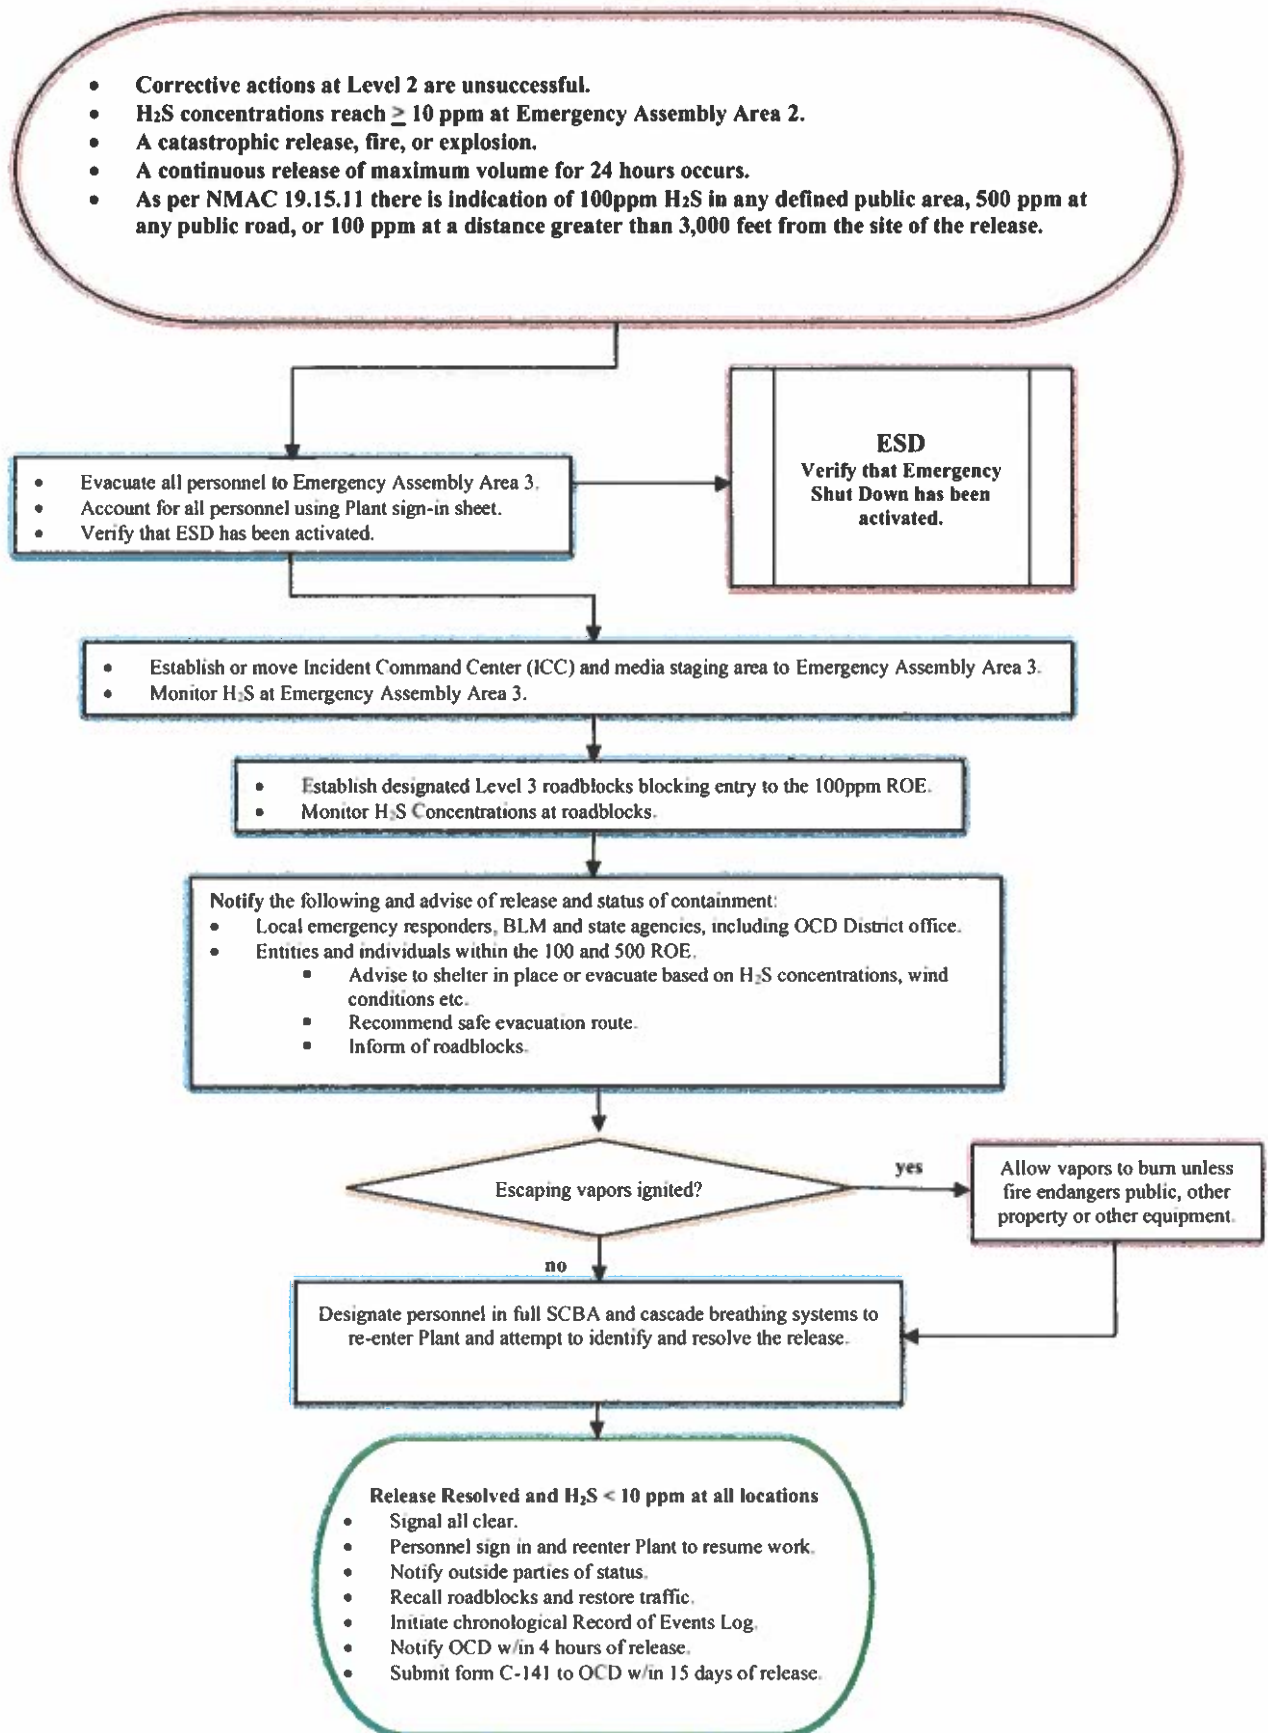 • Corrective actions at Level 2 are unsuccessful.
• H₂S concentrations reach ≥ 10 ppm at Emergency Assembly Area 2.
• A catastrophic release, fire, or explosion.
• A continuous release of maximum volume for 24 hours occurs.
• As per NMAC 19.15.11 there is indication of 100ppm H₂S in any defined public area, 500 ppm at
any public road, or 100 ppm at a distance greater than 3,000 feet from the site of the release.
• Evacuate all personnel to Emergency Assembly Area 3.
• Account for all personnel using Plant sign-in sheet.
• Verify that ESD has been activated.
ESD
Verify that Emergency
Shut Down has been
activated.
• Establish or move Incident Command Center (ICC) and media staging area to Emergency Assembly Area 3.
• Monitor H₂S at Emergency Assembly Area 3.
• Establish designated Level 3 roadblocks blocking entry to the 100ppm ROE.
• Monitor H₂S Concentrations at roadblocks.
Notify the following and advise of release and status of containment:
• Local emergency responders, BLM and state agencies, including OCD District office.
• Entities and individuals within the 100 and 500 ROE.
▪ Advise to shelter in place or evacuate based on H₂S concentrations, wind
conditions etc.
▪ Recommend safe evacuation route.
▪ Inform of roadblocks.
Escaping vapors ignited?
yes
Allow vapors to burn unless
fire endangers public, other
property or other equipment.
no
Designate personnel in full SCBA and cascade breathing systems to
re-enter Plant and attempt to identify and resolve the release.
Release Resolved and H₂S < 10 ppm at all locations
• Signal all clear.
• Personnel sign in and reenter Plant to resume work.
• Notify outside parties of status.
• Recall roadblocks and restore traffic.
• Initiate chronological Record of Events Log.
• Notify OCD w/in 4 hours of release.
• Submit form C-141 to OCD w/in 15 days of release.